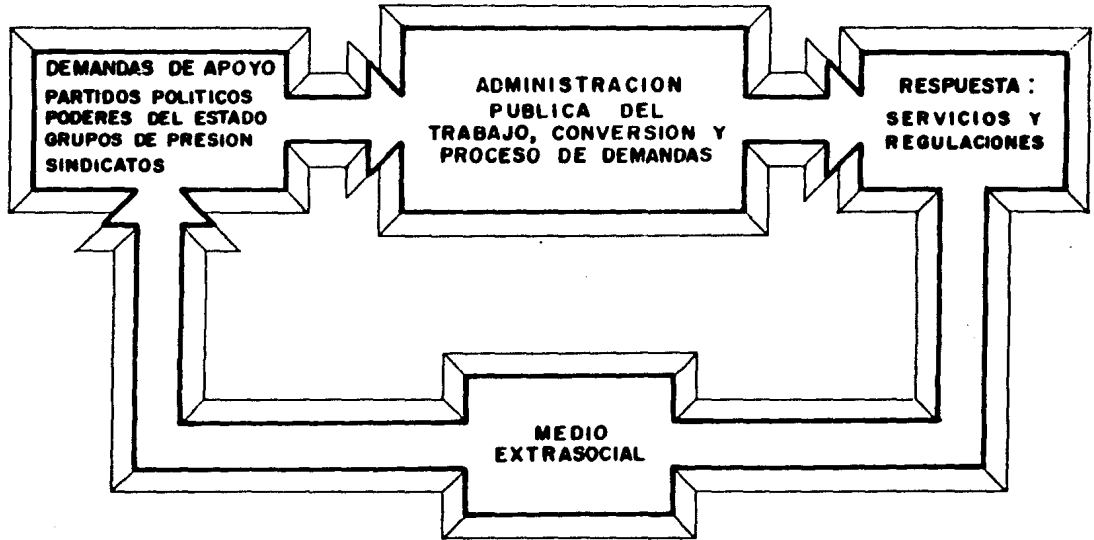 DEMANDAS DE APOYO
PARTIDOS POLITICOS
PODERES DEL ESTADO
GRUPOS DE PRESION
SINDICATOS
ADMINISTRACION
PUBLICA DEL
TRABAJO, CONVERSION Y
PROCESO DE DEMANDAS
RESPUESTA:
SERVICIOS Y
REGULACIONES
MEDIO
EXTRASOCIAL